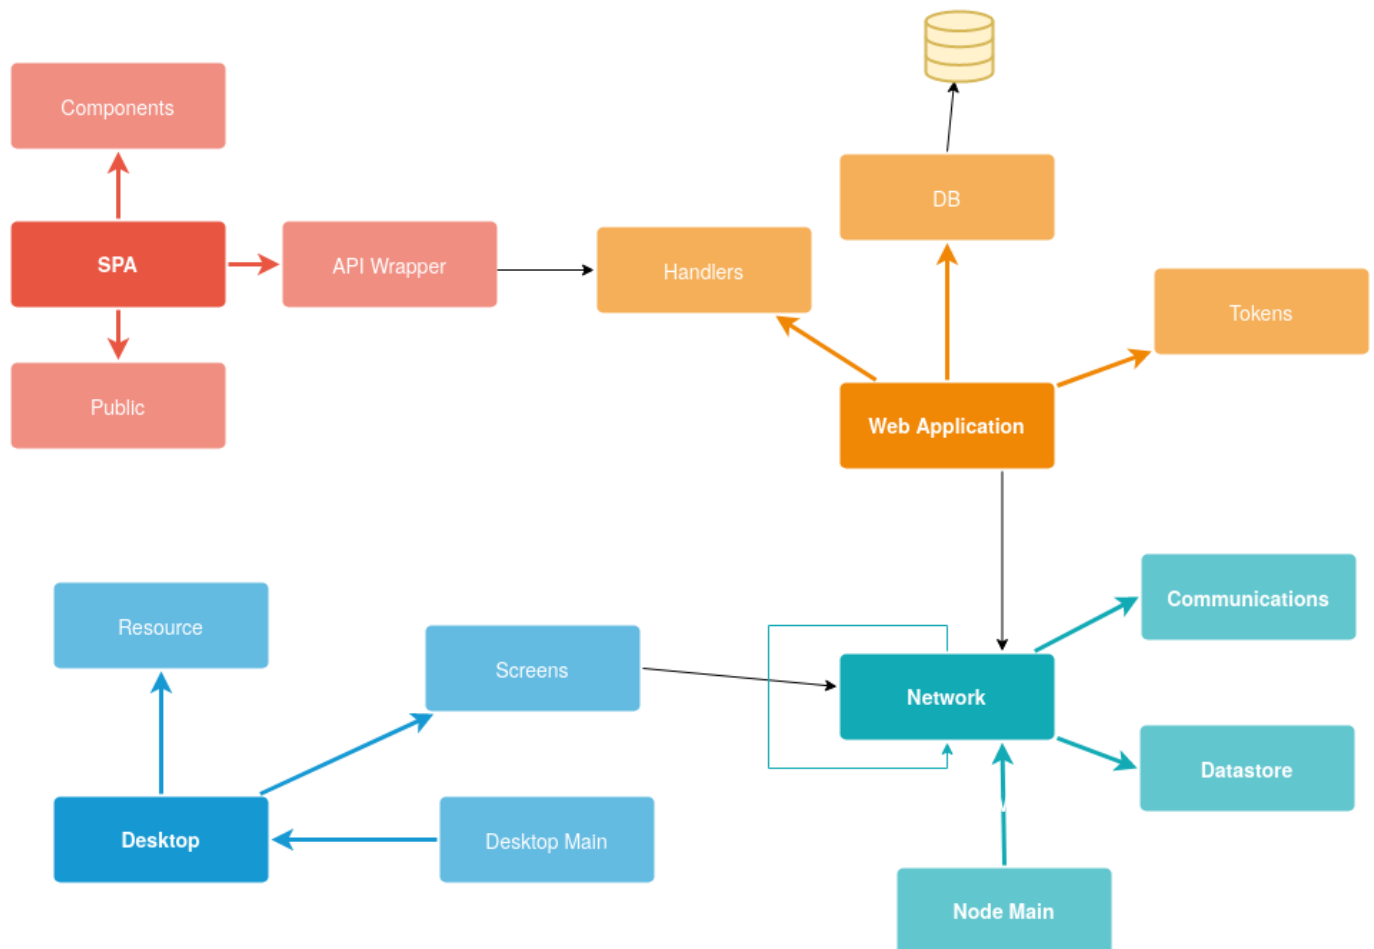 Components
DB
SPA
API Wrapper
Handlers
Tokens
Public
Web Application
Communications
Resource
Screens
Network
Datastore
Desktop
Desktop Main
Node Main